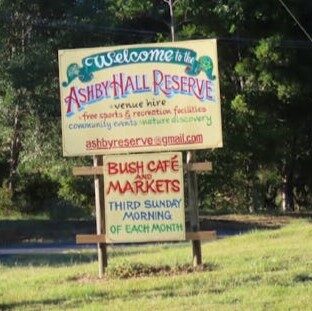 Welcome to the
ASHBY HALL RESERVE
• venue hire
• free sports & recreation facilities
community events • nature discovery
ashbyreserve@gmail.com
BUSH CAFÉ
AND
MARKETS
THIRD SUNDAY
MORNING
OF EACH MONTH